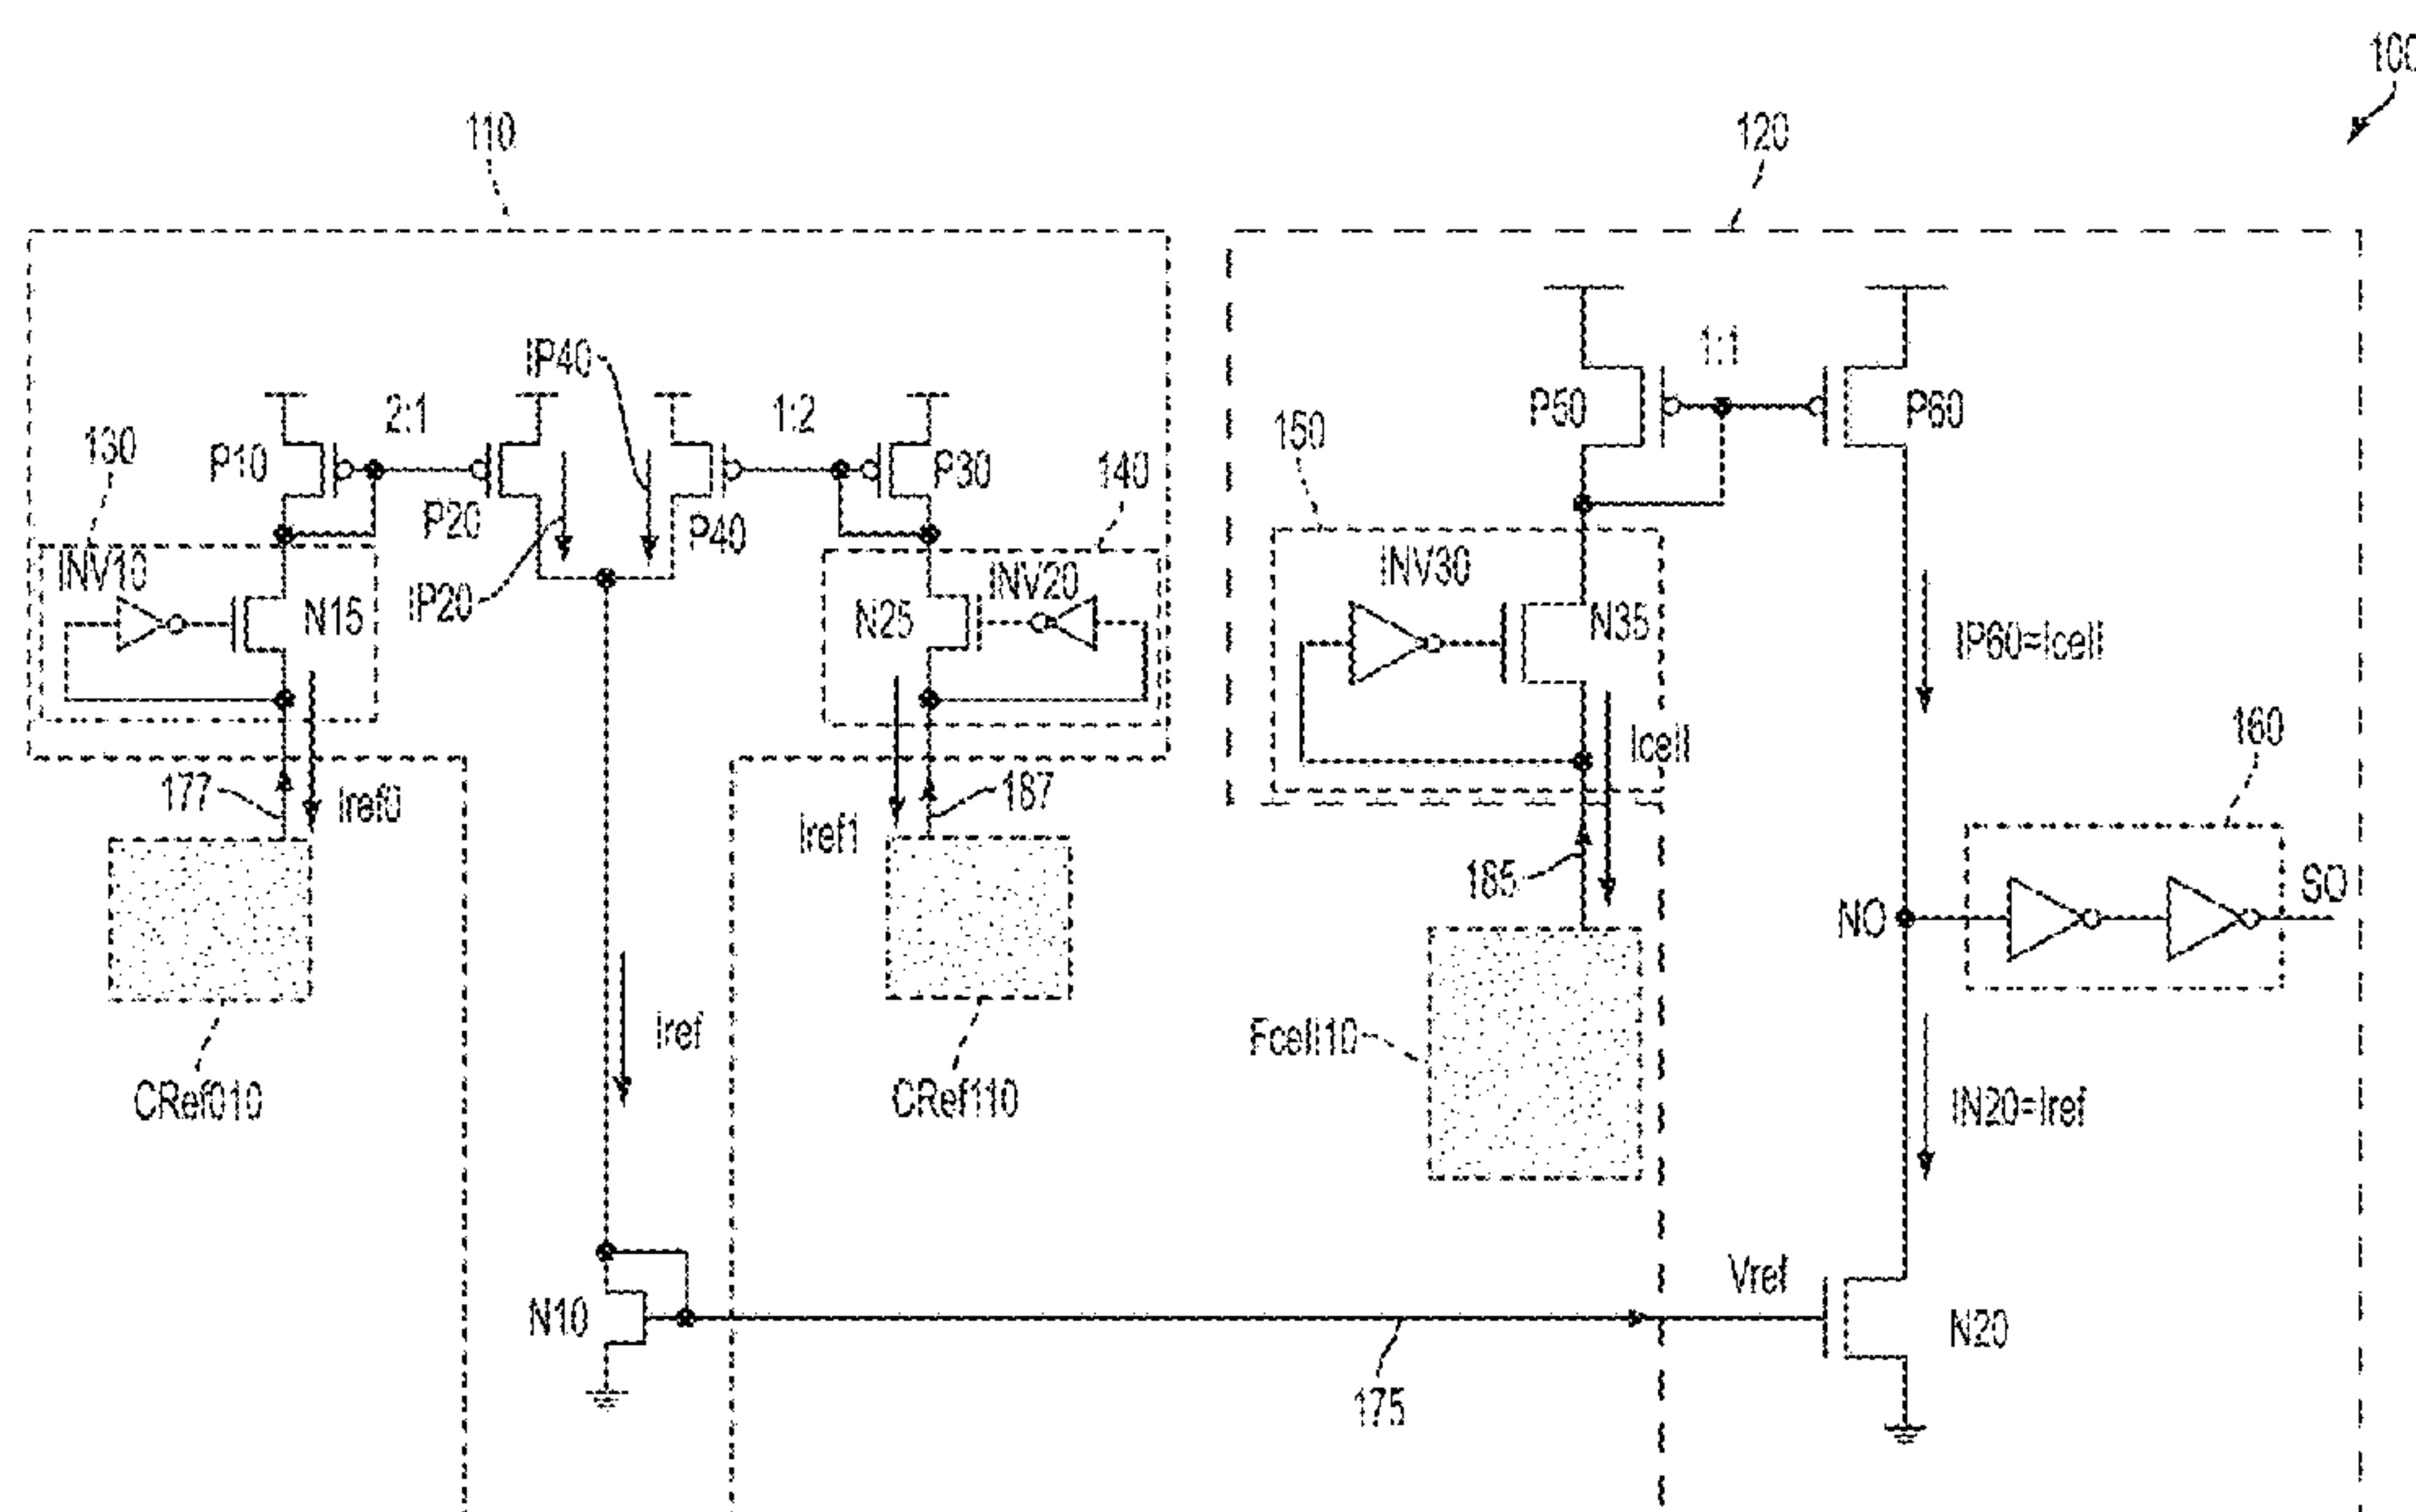 100
110
120
IP40
1:1
2:1
1:2
P50
P60
130
P10
P30
140
150
P20
P40
INV10
INV20
INV30
IP20
N15
N25
N35
IP60=Icell
160
Icell
177
Iref0
187
Iref1
185
NO
SO
Iref
Fcell10
CRef010
CRef110
IN20=Iref
Vref
N10
N20
175